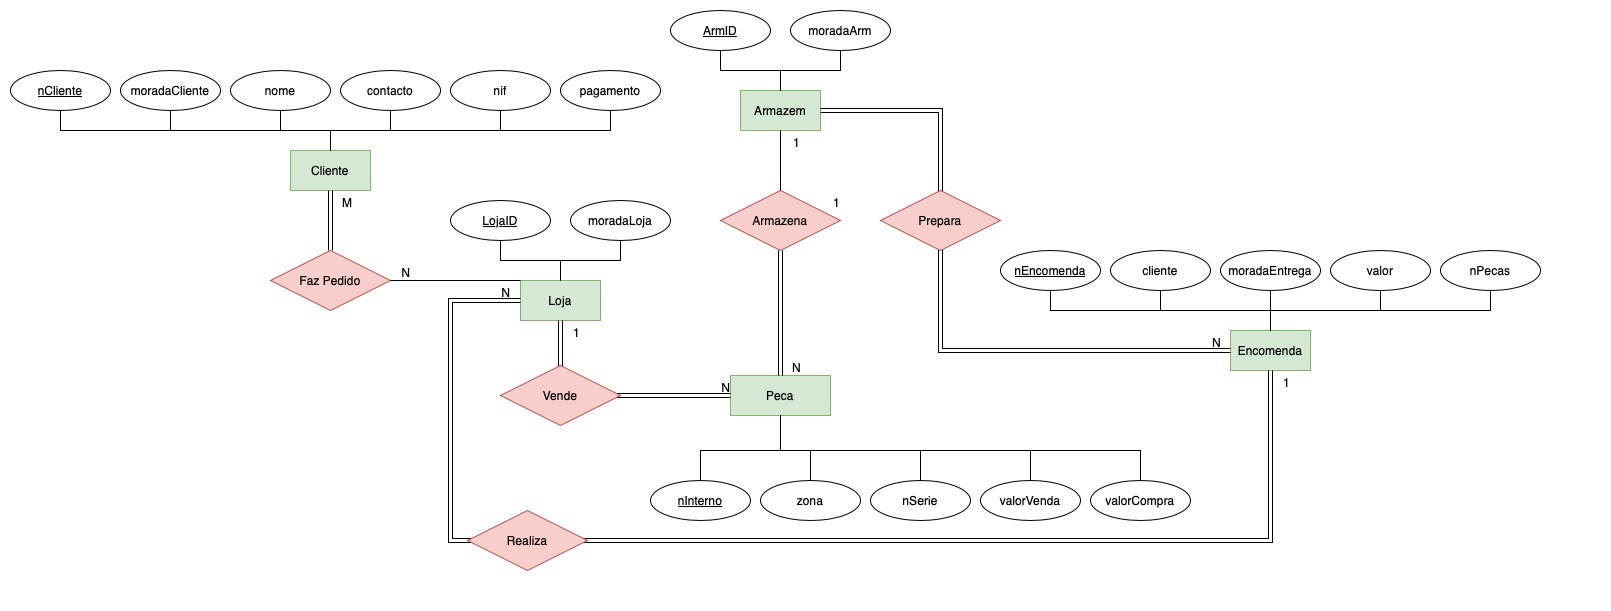 ArmID
moradaArm
nCliente
moradaCliente
nome
contacto
nif
pagamento
Armazem
1
Cliente
M
LojaID
moradaLoja
Armazena
1
Prepara
Faz Pedido
N
N
Loja
1
nEncomenda
cliente
moradaEntrega
valor
nPecas
N
Encomenda
1
N
Vende
N
Peca
nInterno
zona
nSerie
valorVenda
valorCompra
Realiza